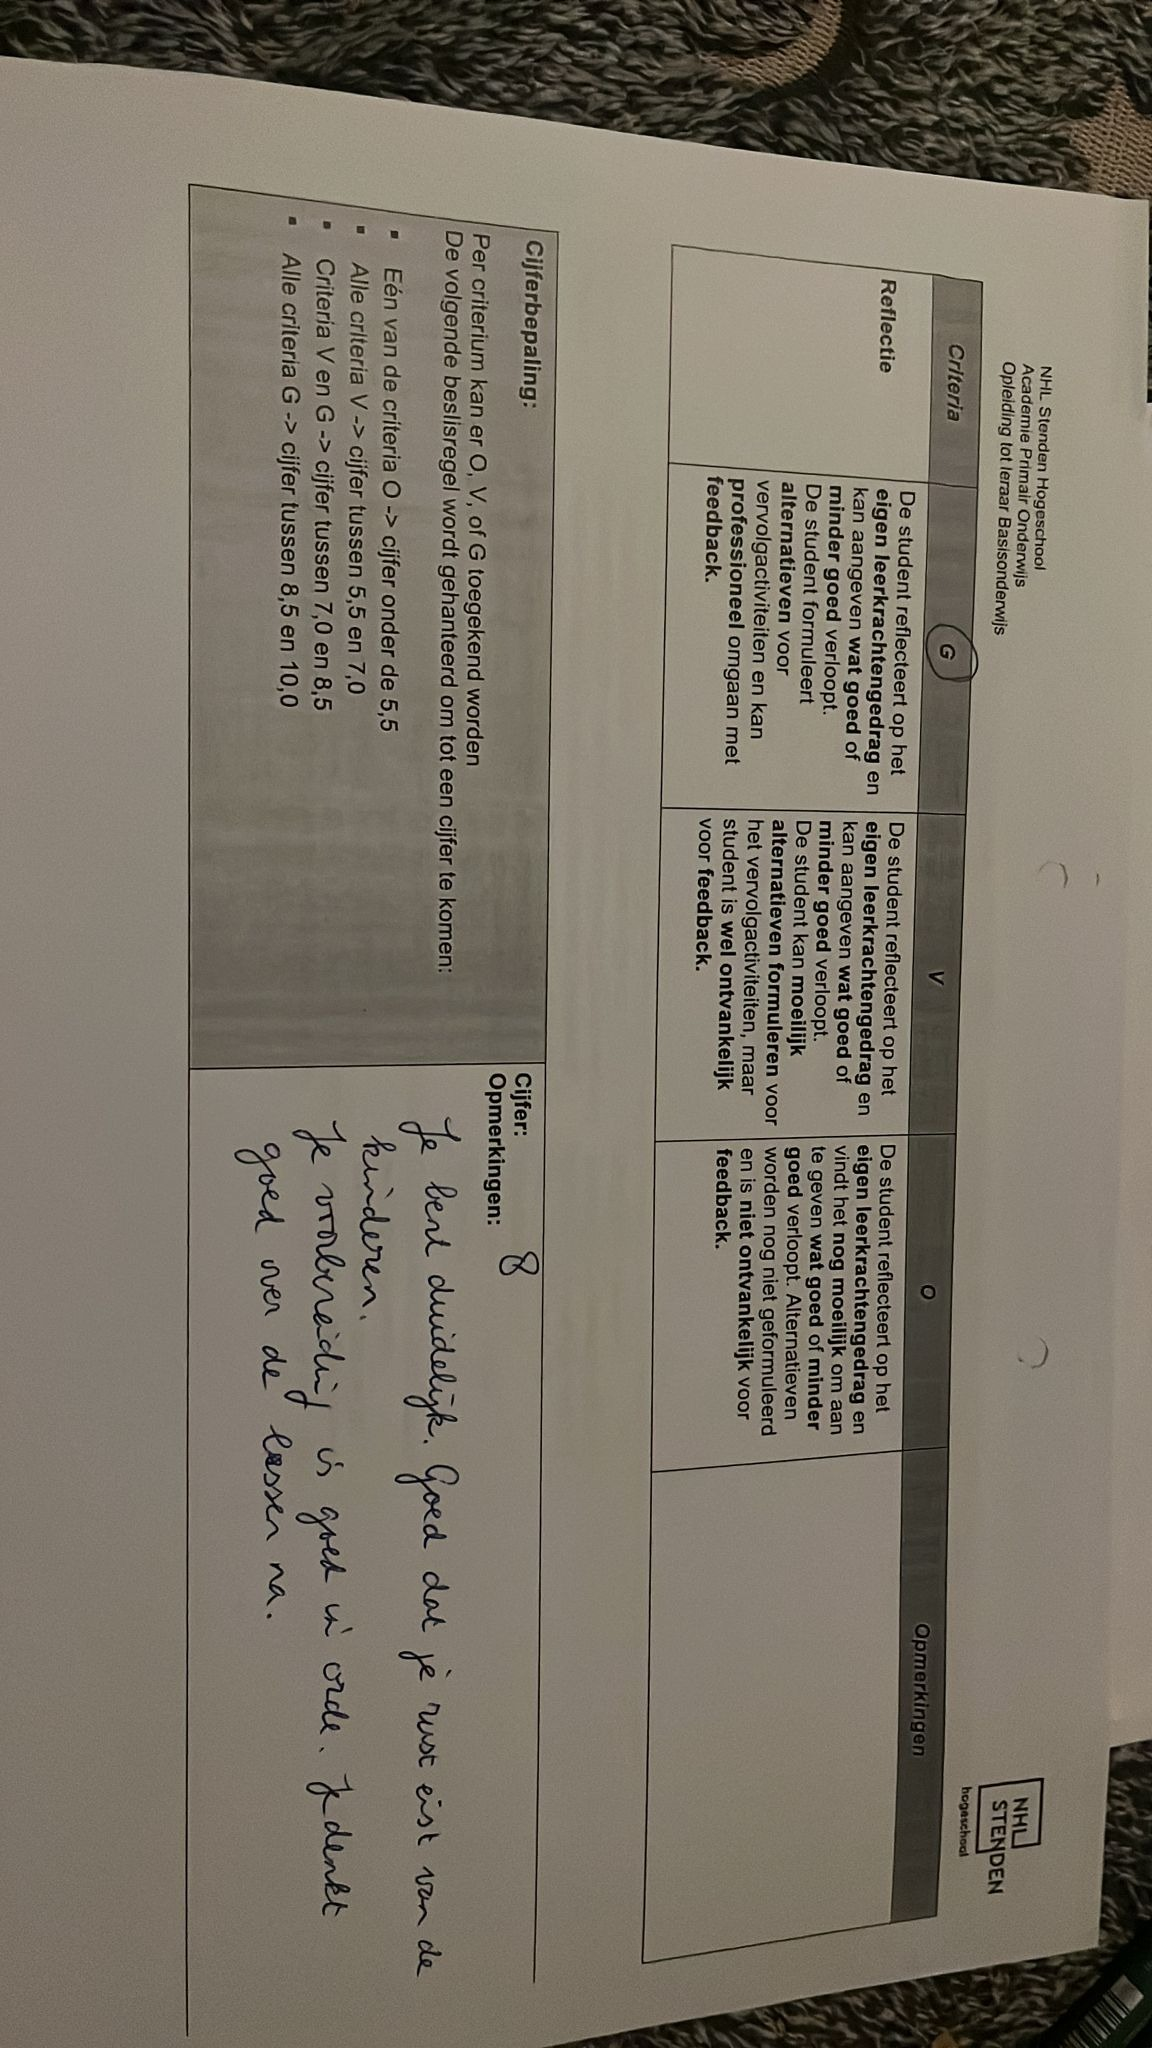 NHL Stenden Hogeschool
Academie Primair Onderwijs
Opleiding tot leraar Basisonderwijs
NHL
STENDEN
hogeschool
Criteria
G
V
O
Opmerkingen
Reflectie
De student reflecteert op het
eigen leerkrachtengedrag en
kan aangeven wat goed of
minder goed verloopt.
De student formuleert
alternatieven voor
vervolgactiviteiten en kan
professioneel omgaan met
feedback.
De student reflecteert op het
eigen leerkrachtengedrag en
kan aangeven wat goed of
minder goed verloopt.
De student kan moeilijk
alternatieven formuleren voor
het vervolgactiviteiten, maar
student is wel ontvankelijk
voor feedback.
De student reflecteert op het
eigen leerkrachtengedrag en
vindt het nog moeilijk om aan
te geven wat goed of minder
goed verloopt. Alternatieven
worden nog niet geformuleerd
en is niet ontvankelijk voor
feedback.
Cijferbepaling:
Per criterium kan er O, V, of G toegekend worden
De volgende beslisregel wordt gehanteerd om tot een cijfer te komen:
▪ Eén van de criteria O -> cijfer onder de 5,5
▪ Alle criteria V -> cijfer tussen 5,5 en 7,0
▪ Criteria V en G -> cijfer tussen 7,0 en 8,5
▪ Alle criteria G -> cijfer tussen 8,5 en 10,0
Cijfer: 8
Opmerkingen:
Je bent duidelijk. Goed dat je rust eist van de
kinderen.
Je voorbereiding is goed in orde. Je denkt
goed over de lessen na.